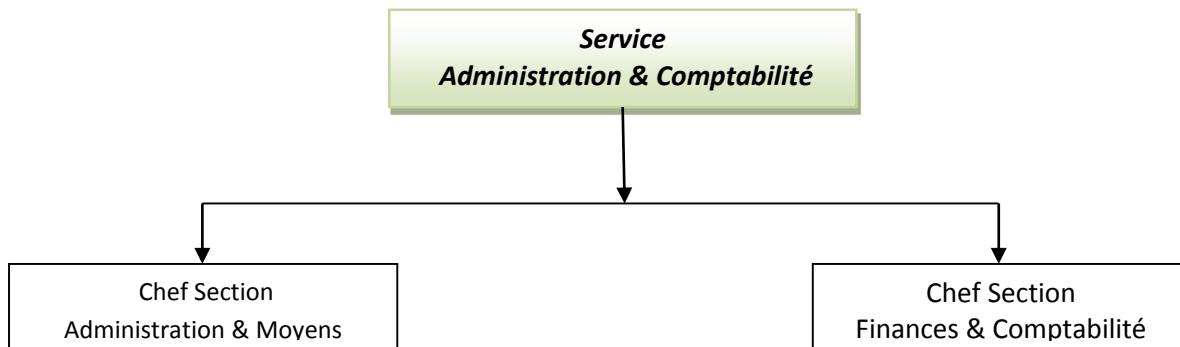 Service
Administration & Comptabilité
Chef Section
Administration & Moyens
Chef Section
Finances & Comptabilité